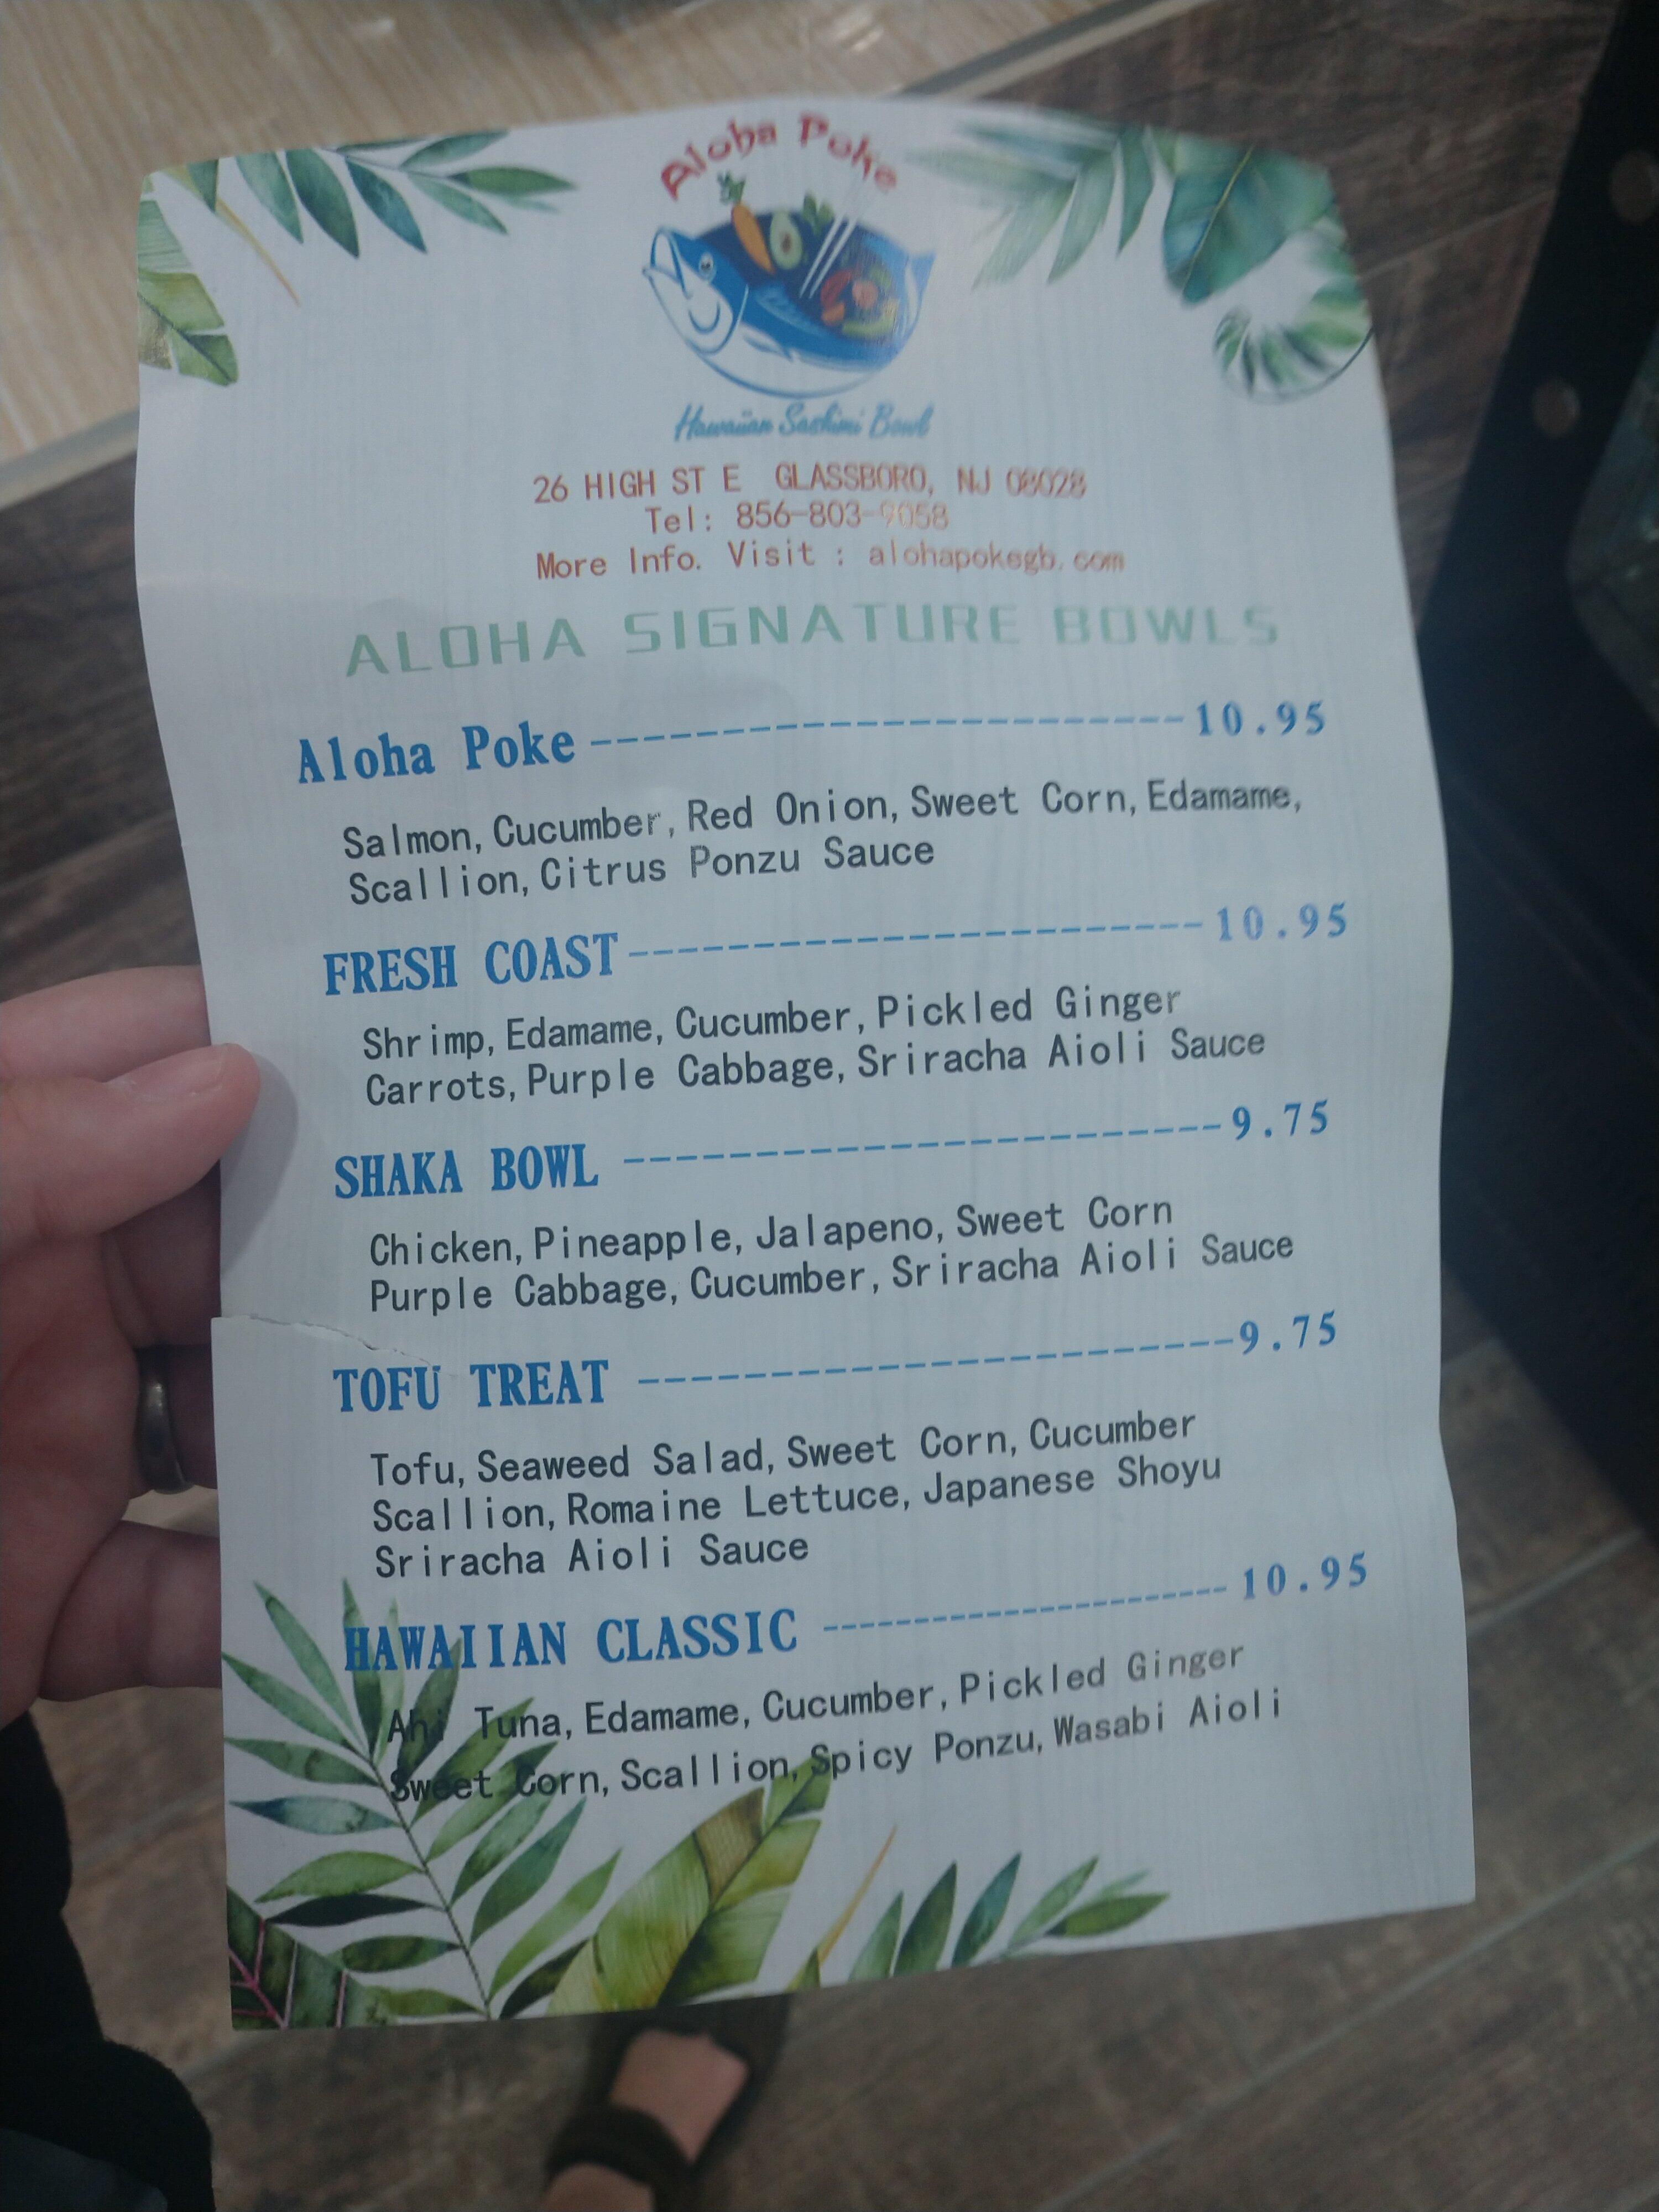 Aloha Poke
Hawaiian Sashimi Bowl
26 HIGH ST E GLASSBORO, NJ 08028
Tel: 856-803-9058
More Info. Visit : alohapokegb.com
ALOHA SIGNATURE BOWLS
Aloha Poke-----------------------10.95
Salmon, Cucumber, Red Onion, Sweet Corn, Edamame,
Scallion, Citrus Ponzu Sauce
FRESH COAST----------------------10.95
Shrimp, Edamame, Cucumber, Pickled Ginger
Carrots, Purple Cabbage, Sriracha Aioli Sauce
SHAKA BOWL -----------------------9.75
Chicken, Pineapple, Jalapeno, Sweet Corn
Purple Cabbage, Cucumber, Sriracha Aioli Sauce
TOFU TREAT -----------------------9.75
Tofu, Seaweed Salad, Sweet Corn, Cucumber
Scallion, Romaine Lettuce, Japanese Shoyu
Sriracha Aioli Sauce
HAWAIIAN CLASSIC ------------------10.95
Ahi Tuna, Edamame, Cucumber, Pickled Ginger
Sweet Corn, Scallion, Spicy Ponzu, Wasabi Aioli